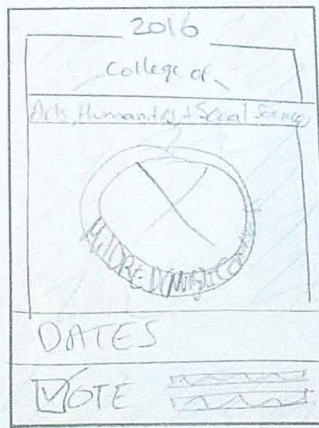 2016
College of
Arts, Humanities + Social Sciences
DATES
VOTE